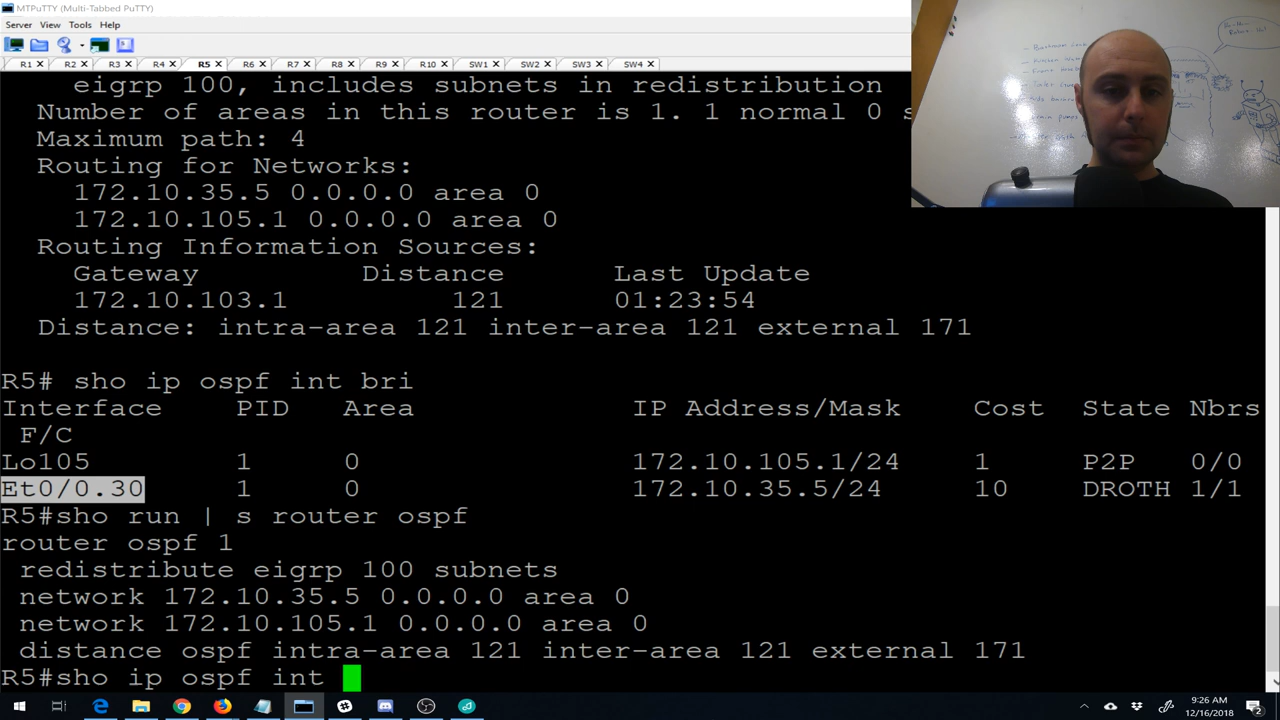 MTPuTTY (Multi-Tabbed PuTTY)
Server View Tools Help
R1 R2 R3 R4 R5 R6 R7 R8 R9 R10 SW1 SW2 SW3 SW4
eigrp 100, includes subnets in redistribution
Number of areas in this router is 1. 1 normal 0 s
Maximum path: 4
Routing for Networks:
172.10.35.5 0.0.0.0 area 0
172.10.105.1 0.0.0.0 area 0
Routing Information Sources:
Gateway Distance Last Update
172.10.103.1 121 01:23:54
Distance: intra-area 121 inter-area 121 external 171
R5# sho ip ospf int bri
Interface PID Area IP Address/Mask Cost State Nbrs
F/C
Lo105 1 0 172.10.105.1/24 1 P2P 0/0
Et0/0.30 1 0 172.10.35.5/24 10 DROTH 1/1
R5#sho run | s router ospf
router ospf 1
redistribute eigrp 100 subnets
network 172.10.35.5 0.0.0.0 area 0
network 172.10.105.1 0.0.0.0 area 0
distance ospf intra-area 121 inter-area 121 external 171
R5#sho ip ospf int
9:26 AM
12/16/2018
2